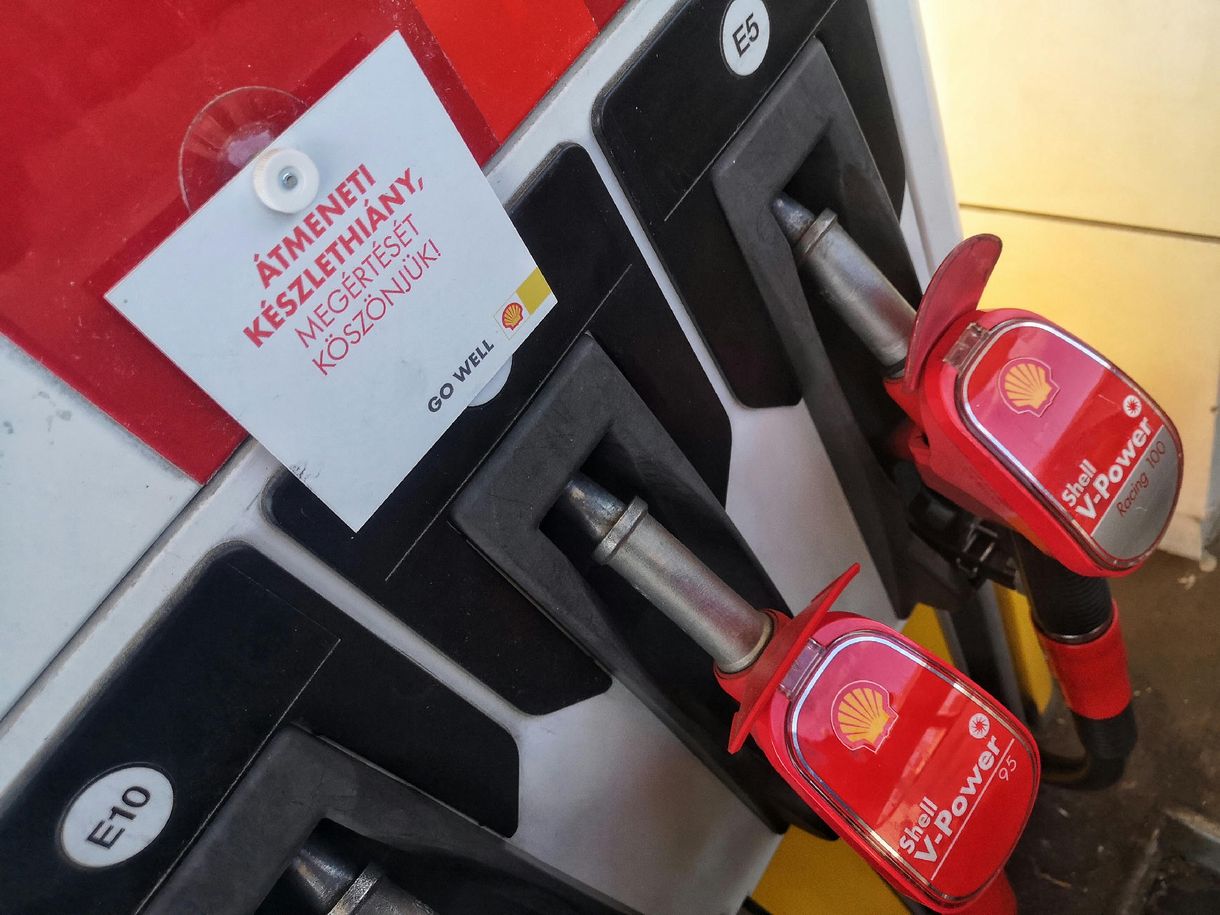 E5
ÁTMENETI
KÉSZLETHIÁNY,
MEGÉRTÉSÉT
KÖSZÖNJÜK!
GO WELL
Shell
V-Power
Racing 100
Shell
V-Power
95
E10